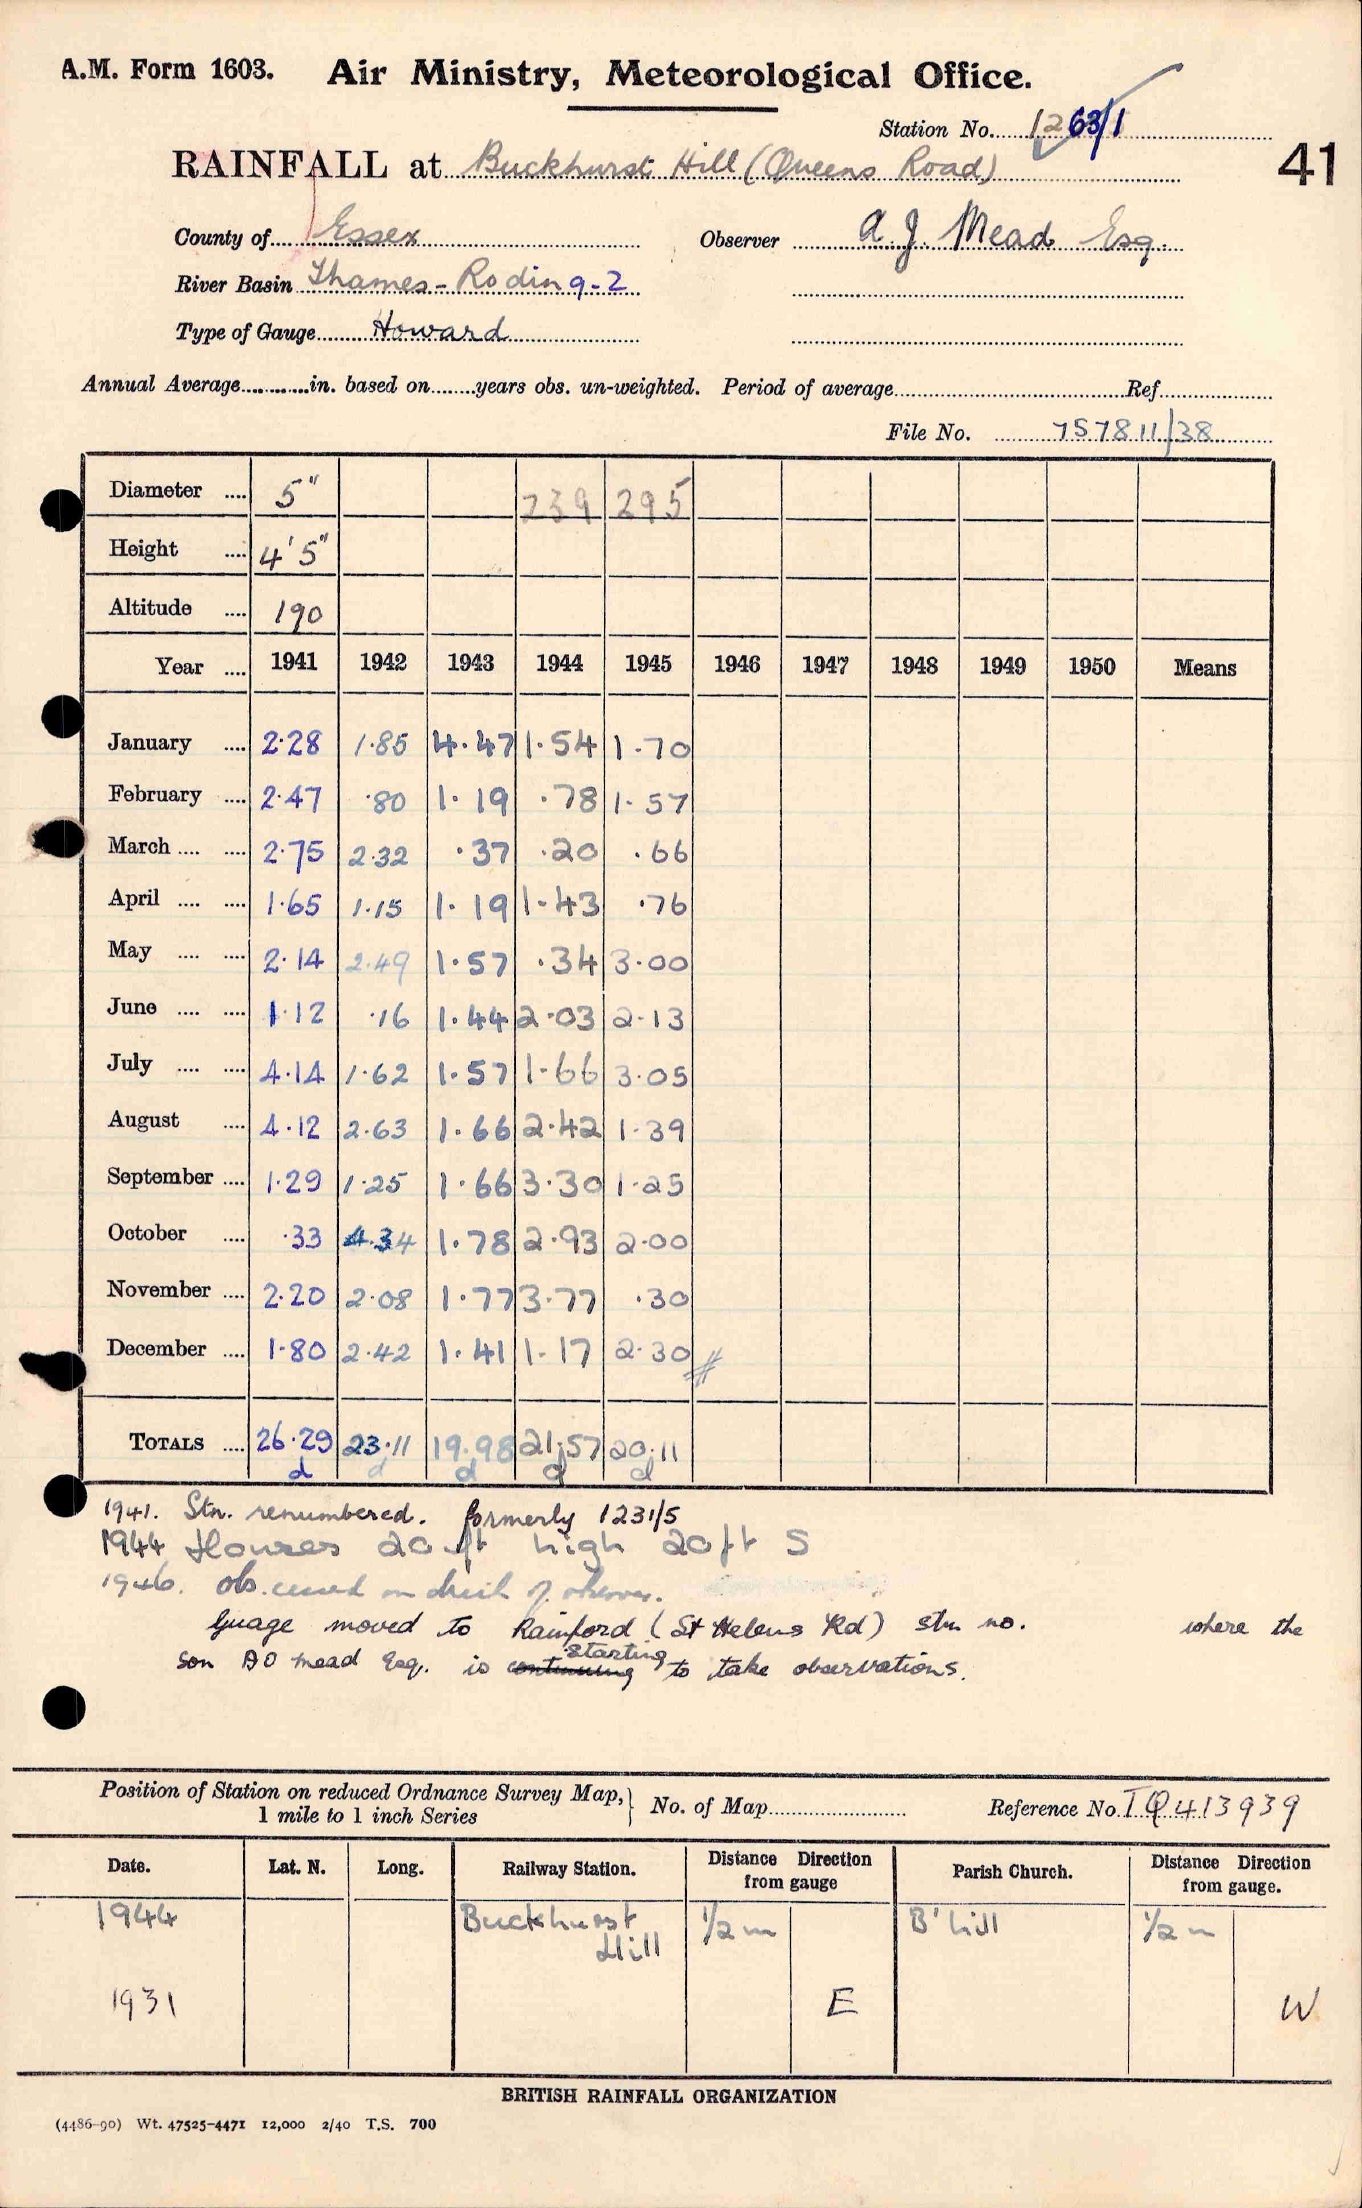 A.M. Form 1603. Air Ministry, Meteorological Office.
Station No. 1263/1
RAINFALL at Buckhurst Hill (Queens Road) 41
County of Essex Observer A. J. Mead Esq.
River Basin Thames - Roding 9-2
Type of Gauge Howard
Annual Average in. based on years obs. un-weighted. Period of average Ref
File No. 757811/38
Diameter .... 5" 239 295
Height .... 4'5"
Altitude .... 190
Year .... 1941 1942 1943 1944 1945 1946 1947 1948 1949 1950 Means
January .... 2·28 1·85 4·47 1·54 1·70
February .... 2·47 ·80 1·19 ·78 1·57
March .... .... 2·75 2·32 ·37 ·20 ·66
April .... .... 1·65 1·15 1·19 1·43 ·76
May .... .... 2·14 2·49 1·57 ·34 3·00
June .... .... 1·12 ·16 1·44 2·03 2·13
July .... .... 4·14 1·62 1·57 1·66 3·05
August .... 4·12 2·63 1·66 2·42 1·39
September .... 1·29 1·25 1·66 3·30 1·25
October .... ·33 4·34 1·78 2·93 2·00
November .... 2·20 2·08 1·77 3·77 ·30
December .... 1·80 2·42 1·41 1·17 2·30 #
TOTALS .... 26·29 23·11 19·98 21·57 20·11
d d d d d
1941. Stn. renumbered. formerly 1231/5
1944 Houses 20 ft high 20ft S
1946. Obs. ceased on death of observer.
Guage moved to Rainford (St Helens Rd) stn no. where the
son A O Mead Esq. is continuing starting to take observations.
Position of Station on reduced Ordnance Survey Map, 1 mile to 1 inch Series } No. of Map Reference No. TQ 413939
Date. Lat. N. Long. Railway Station. Distance Direction from gauge Parish Church. Distance Direction from gauge.
1944 Buckhurst Hill 1/2 m B'hill 1/2 m
1931 E W
BRITISH RAINFALL ORGANIZATION
(4486-90) Wt. 47525-4471 12,000 2/40 T.S. 700